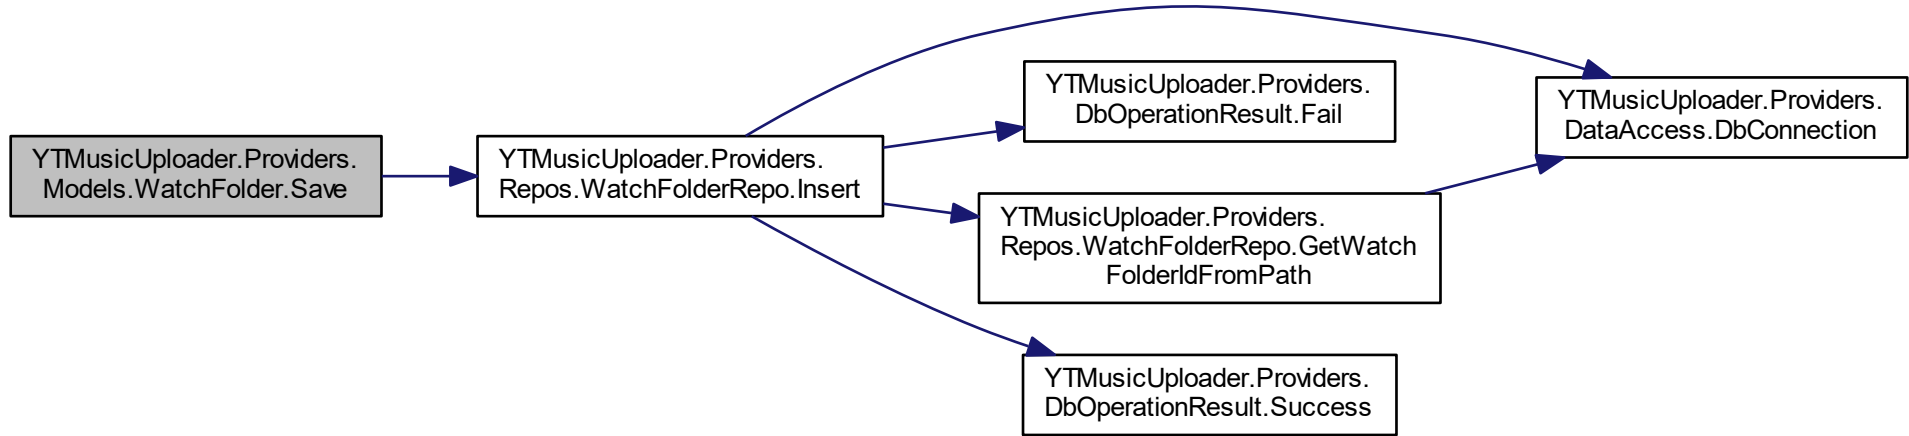 YTMusicUploader.Providers.
Models.WatchFolder.Save
YTMusicUploader.Providers.
Repos.WatchFolderRepo.Insert
YTMusicUploader.Providers.
DbOperationResult.Fail
YTMusicUploader.Providers.
Repos.WatchFolderRepo.GetWatch
FolderIdFromPath
YTMusicUploader.Providers.
DbOperationResult.Success
YTMusicUploader.Providers.
DataAccess.DbConnection